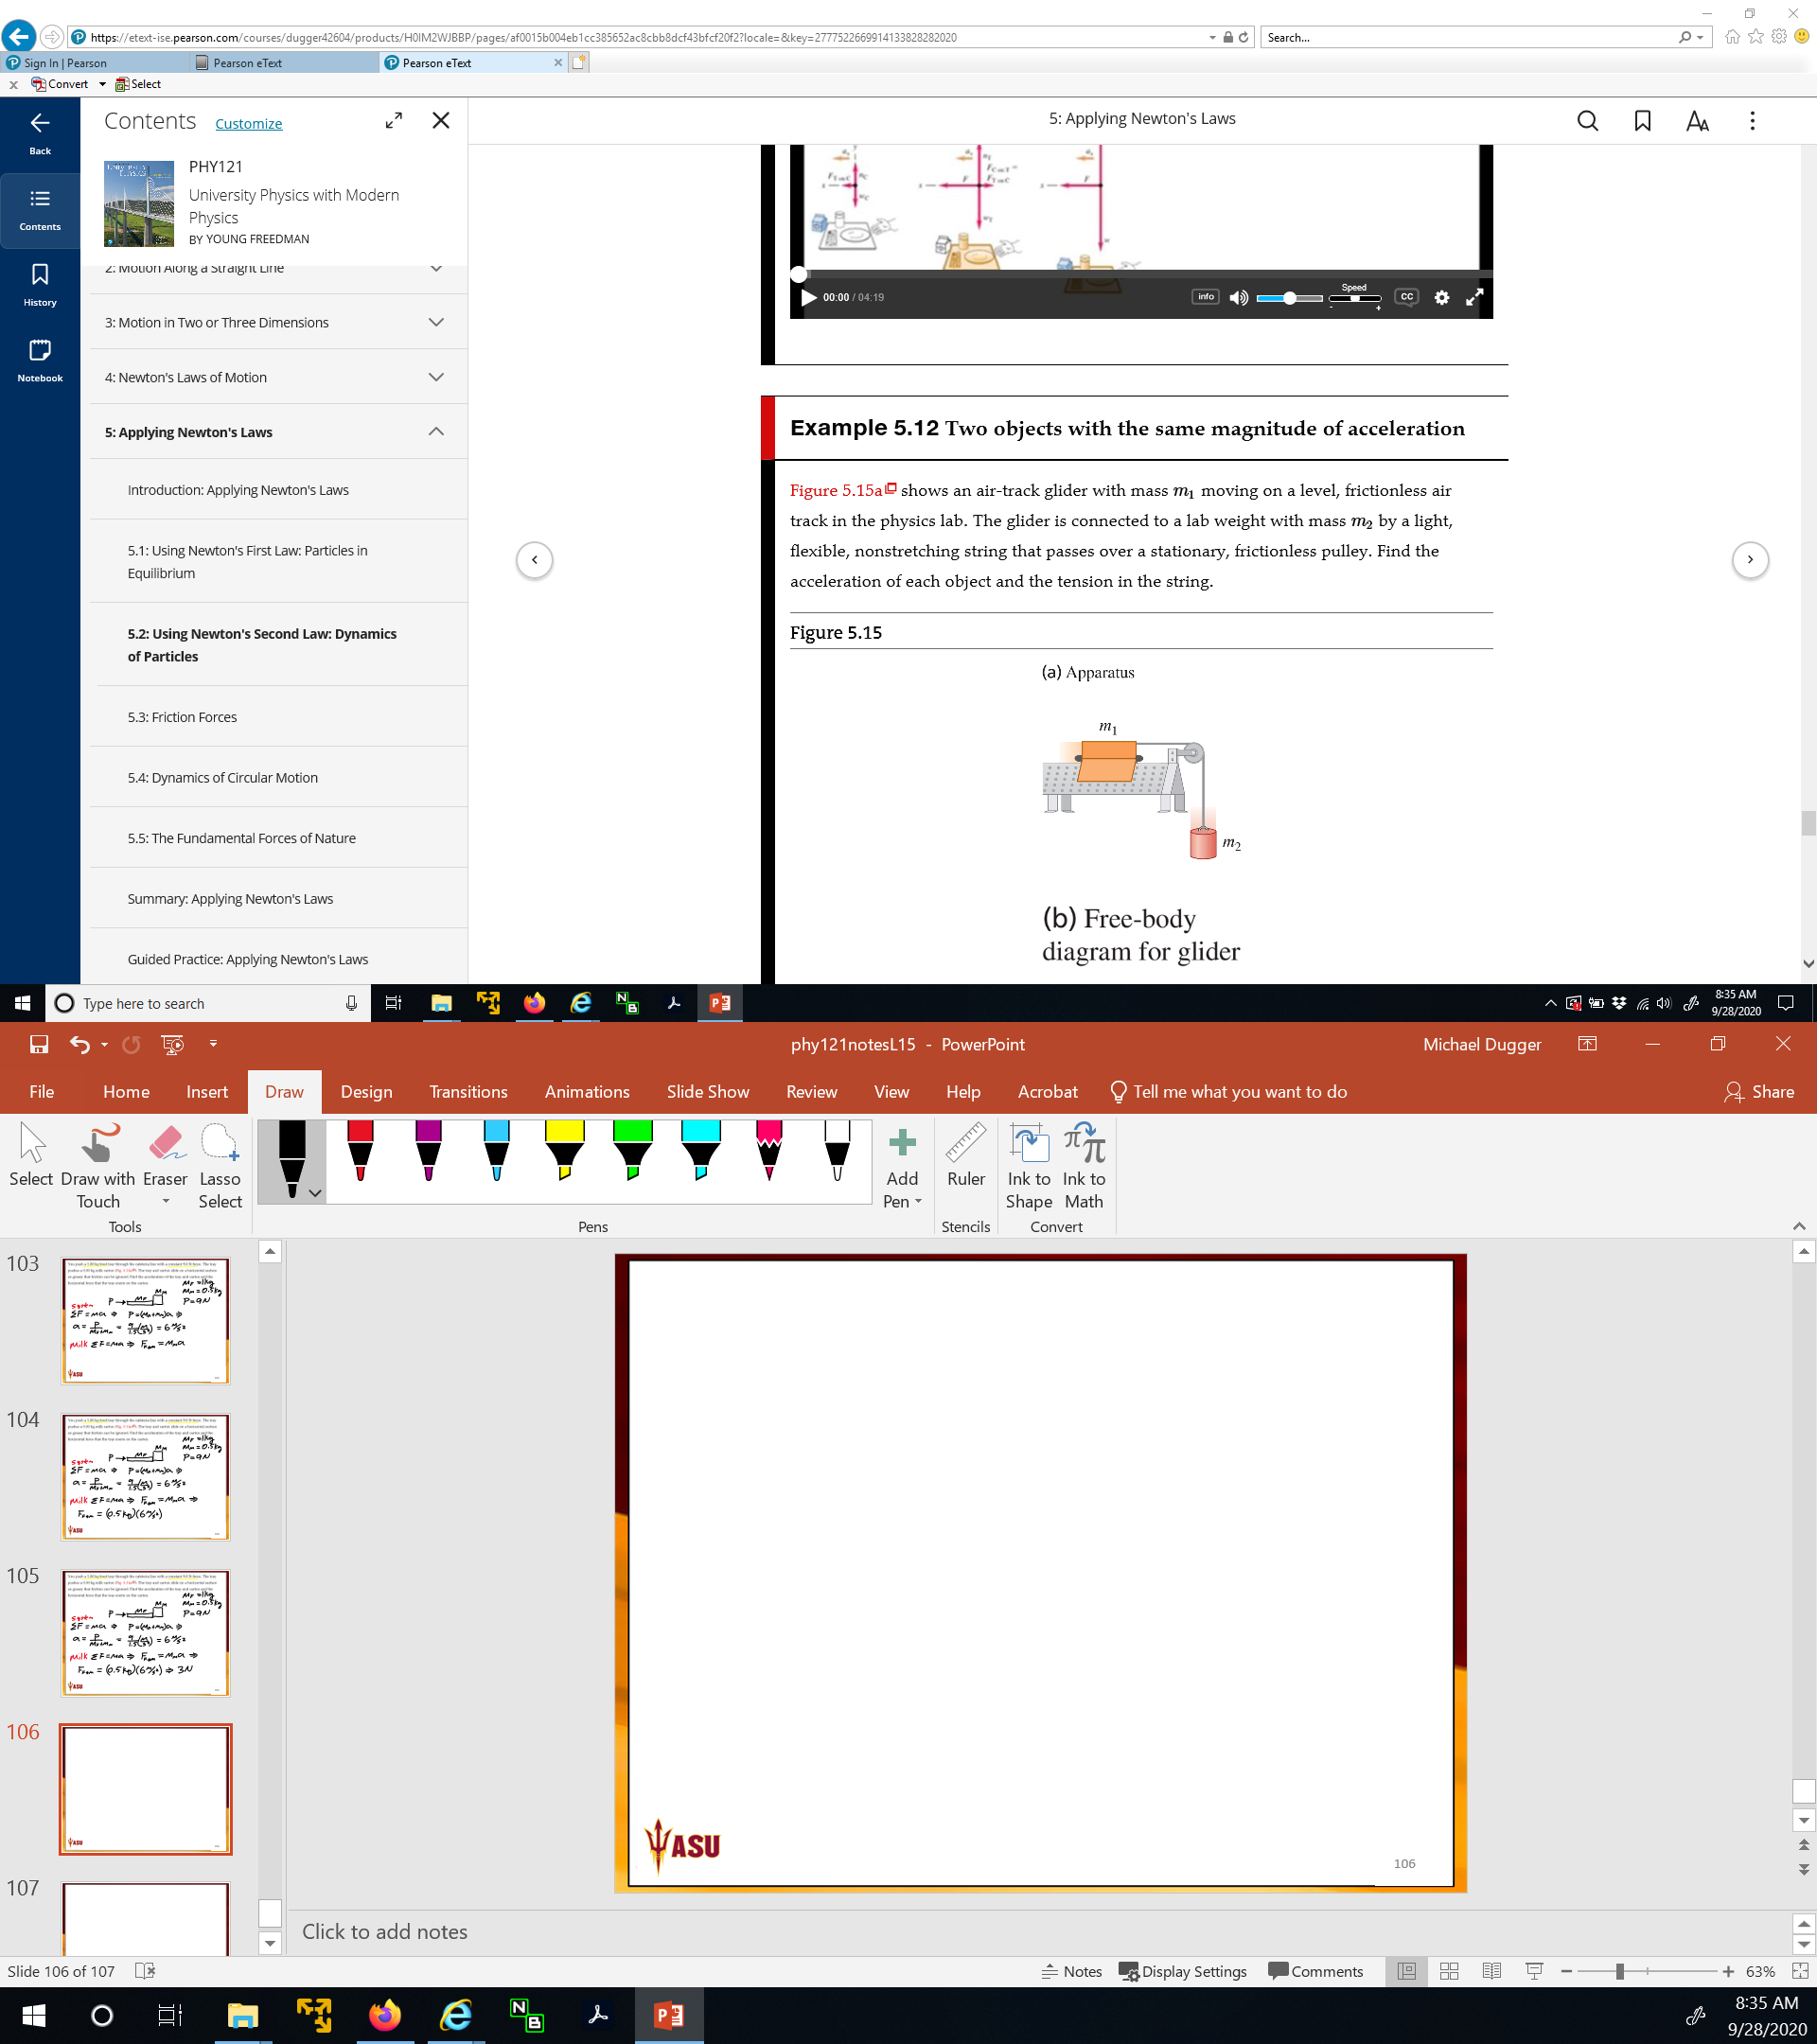 https://etext-ise.pearson.com/courses/dugger42604/products/H0IM2WJBBP/pages/af0015b004eb1cc385652ac8cbb8dcf43bfcf20f2?locale=&key=27775226699141338282​82020
Search...
Sign In | Pearson
Pearson eText
Pearson eText
Convert
Select
Contents
Customize
5: Applying Newton's Laws
Back
PHY121
University Physics with Modern
Physics
BY YOUNG FREEDMAN
Contents
History
Notebook
2: Motion Along a Straight Line
3: Motion in Two or Three Dimensions
4: Newton's Laws of Motion
5: Applying Newton's Laws
Introduction: Applying Newton's Laws
5.1: Using Newton's First Law: Particles in
Equilibrium
5.2: Using Newton's Second Law: Dynamics
of Particles
5.3: Friction Forces
5.4: Dynamics of Circular Motion
5.5: The Fundamental Forces of Nature
Summary: Applying Newton's Laws
Guided Practice: Applying Newton's Laws
00:00 / 04:19
info
Speed
- +
CC
Example 5.12 Two objects with the same magnitude of acceleration
Figure 5.15a shows an air-track glider with mass m1 moving on a level, frictionless air
track in the physics lab. The glider is connected to a lab weight with mass m2 by a light,
flexible, nonstretching string that passes over a stationary, frictionless pulley. Find the
acceleration of each object and the tension in the string.
Figure 5.15
(a) Apparatus
m1
m2
(b) Free-body
diagram for glider
Type here to search
8:35 AM
9/28/2020
phy121notesL15 - PowerPoint
Michael Dugger
File Home Insert Draw Design Transitions Animations Slide Show Review View Help Acrobat Tell me what you want to do Share
Select
Draw with
Touch
Eraser
Lasso
Select
Add
Pen
Ruler
Ink to
Shape
Ink to
Math
Tools
Pens
Stencils
Convert
103
104
105
106
107
ASU
106
Click to add notes
Slide 106 of 107
Notes
Display Settings
Comments
63%
8:35 AM
9/28/2020